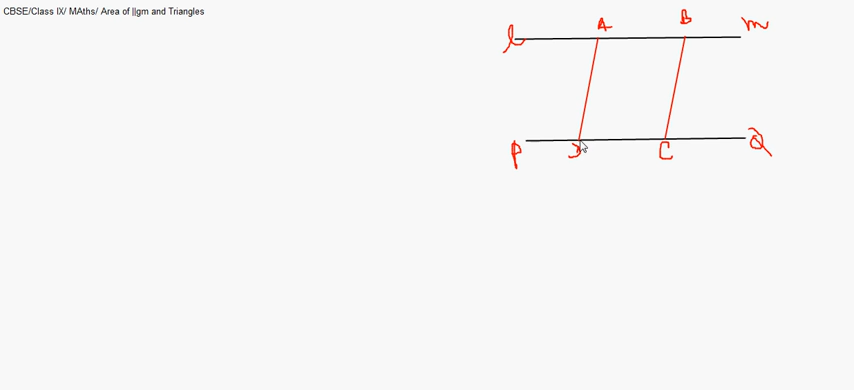 CBSE/Class IX/ MAths/ Area of ||gm and Triangles
l A B m
P D C Q